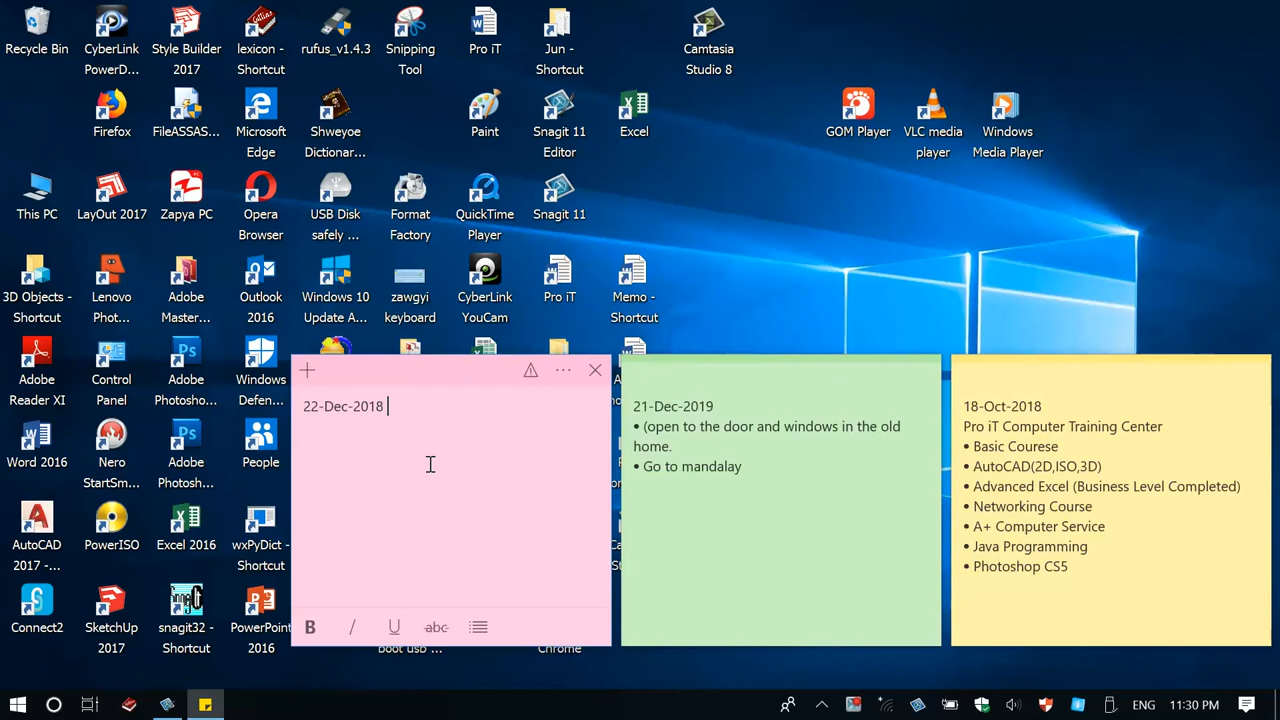 Recycle Bin
CyberLink PowerD...
Style Builder 2017
lexicon - Shortcut
rufus_v1.4.3
Snipping Tool
Pro iT
Jun - Shortcut
Camtasia Studio 8
Firefox
FileASSAS...
Microsoft Edge
Shweyoe Dictionar...
Paint
Snagit 11 Editor
Excel
GOM Player
VLC media player
Windows Media Player
This PC
LayOut 2017
Zapya PC
Opera Browser
USB Disk safely ...
Format Factory
QuickTime Player
Snagit 11
3D Objects - Shortcut
Lenovo Phot...
Adobe Master...
Outlook 2016
Windows 10 Update A...
zawgyi keyboard
CyberLink YouCam
Pro iT
Memo - Shortcut
Adobe Reader XI
Control Panel
Adobe Photosho...
Windows Defen...
Word 2016
Nero StartSm...
Adobe Photosh...
People
AutoCAD 2017 -...
PowerISO
Excel 2016
wxPyDict - Shortcut
Connect2
SketchUp 2017
snagit32 - Shortcut
PowerPoint 2016
boot usb ...
Chrome
22-Dec-2018
B / U abc
21-Dec-2019
• (open to the door and windows in the old
home.
• Go to mandalay
18-Oct-2018
Pro iT Computer Training Center
• Basic Courese
• AutoCAD(2D,ISO,3D)
• Advanced Excel (Business Level Completed)
• Networking Course
• A+ Computer Service
• Java Programming
• Photoshop CS5
ENG
11:30 PM